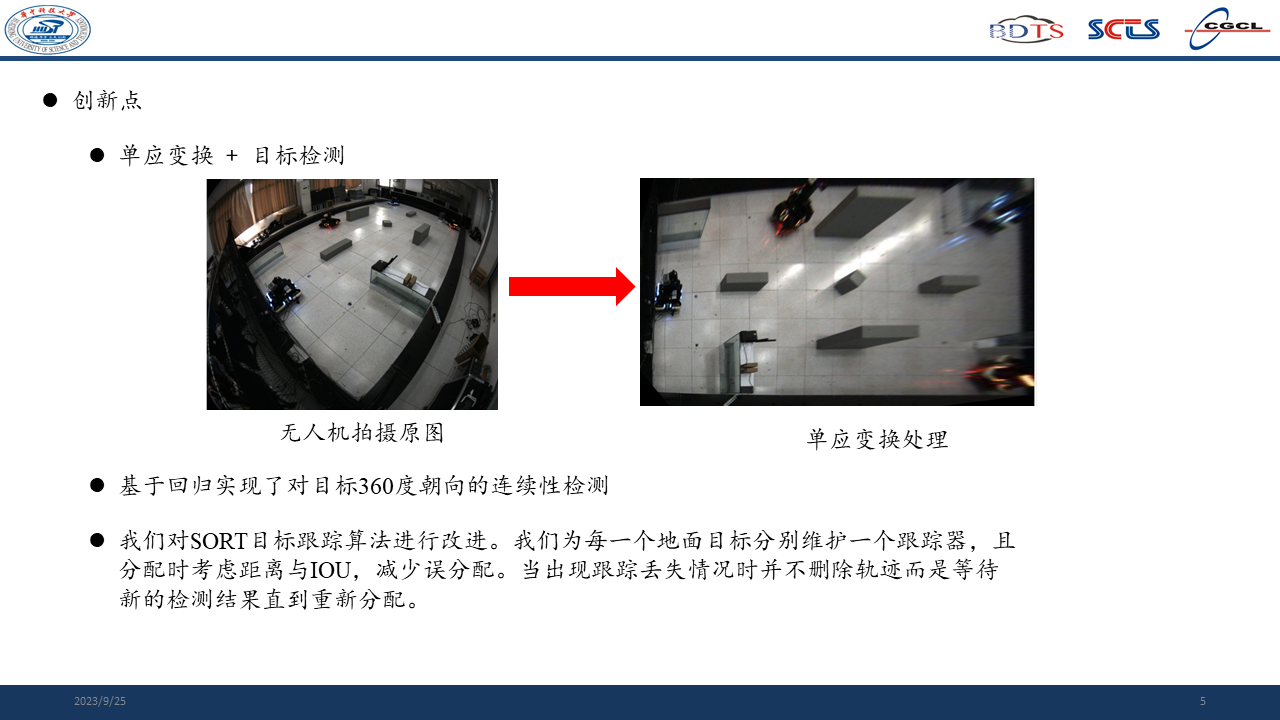 BDTS
SCTS
CGCL
创新点
单应变换 + 目标检测
无人机拍摄原图
单应变换处理
基于回归实现了对目标360度朝向的连续性检测
我们对SORT目标跟踪算法进行改进。我们为每一个地面目标分别维护一个跟踪器，且
分配时考虑距离与IOU，减少误分配。当出现跟踪丢失情况时并不删除轨迹而是等待
新的检测结果直到重新分配。
2023/9/25
5